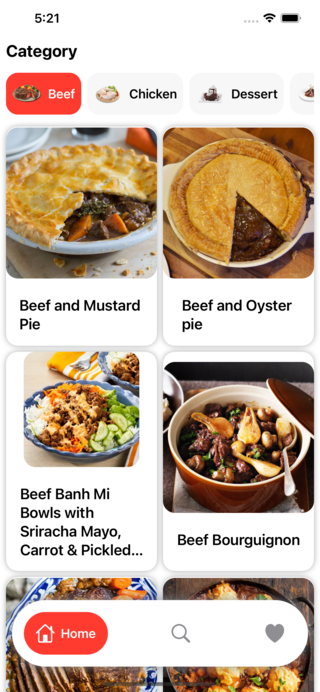 5:21
Category
Beef
Chicken
Dessert
Beef and Mustard
Pie
Beef and Oyster
pie
Beef Banh Mi
Bowls with
Sriracha Mayo,
Carrot & Pickled...
Beef Bourguignon
Home